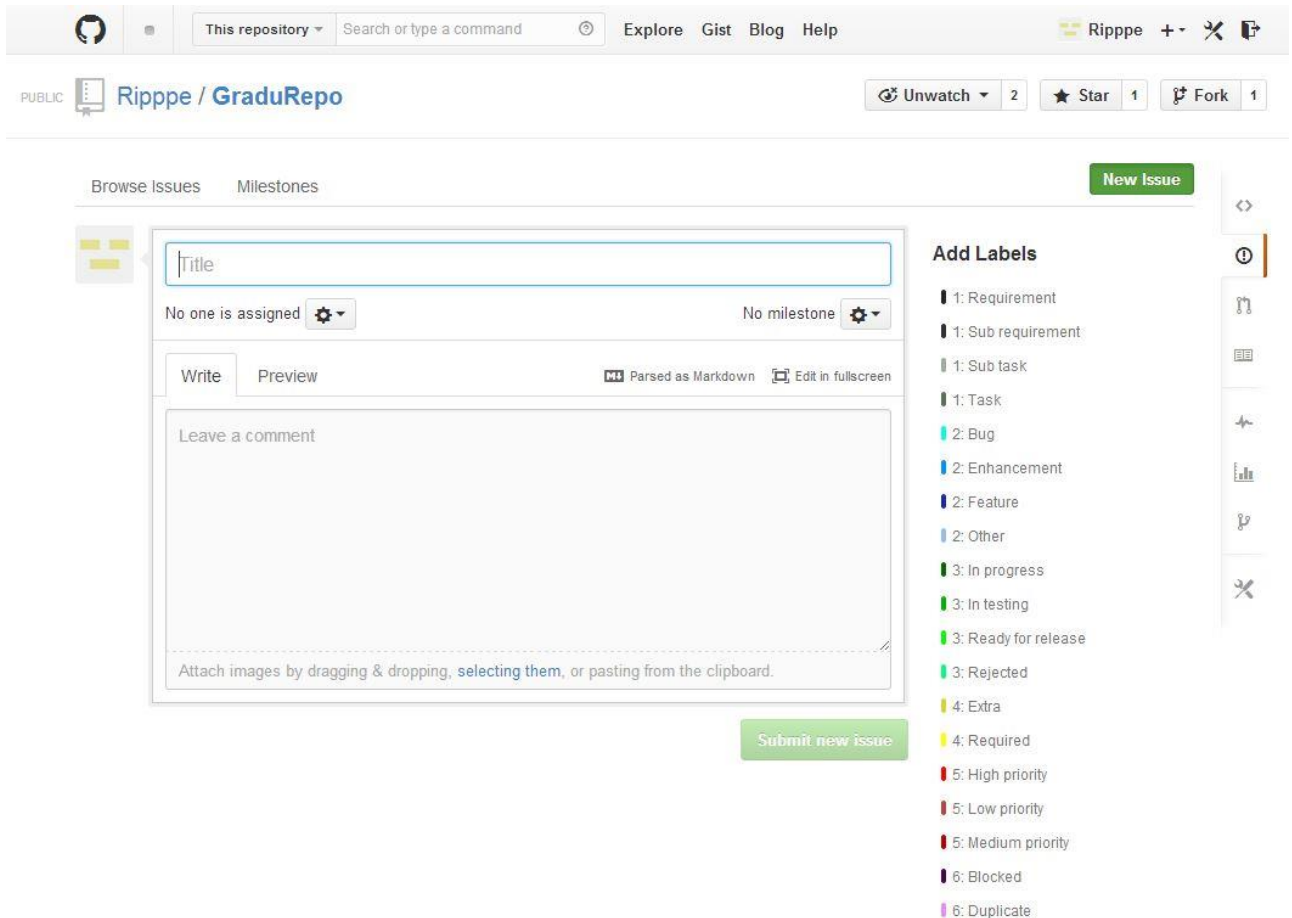 This repository Search or type a command Explore Gist Blog Help Ripppe
PUBLIC Ripppe / GraduRepo Unwatch 2 Star 1 Fork 1
Browse Issues Milestones New Issue
Title
No one is assigned No milestone
Write Preview Parsed as Markdown Edit in fullscreen
Leave a comment
Attach images by dragging & dropping, selecting them, or pasting from the clipboard.
Submit new issue
Add Labels
1: Requirement
1: Sub requirement
1: Sub task
1: Task
2: Bug
2: Enhancement
2: Feature
2: Other
3: In progress
3: In testing
3: Ready for release
3: Rejected
4: Extra
4: Required
5: High priority
5: Low priority
5: Medium priority
6: Blocked
6: Duplicate